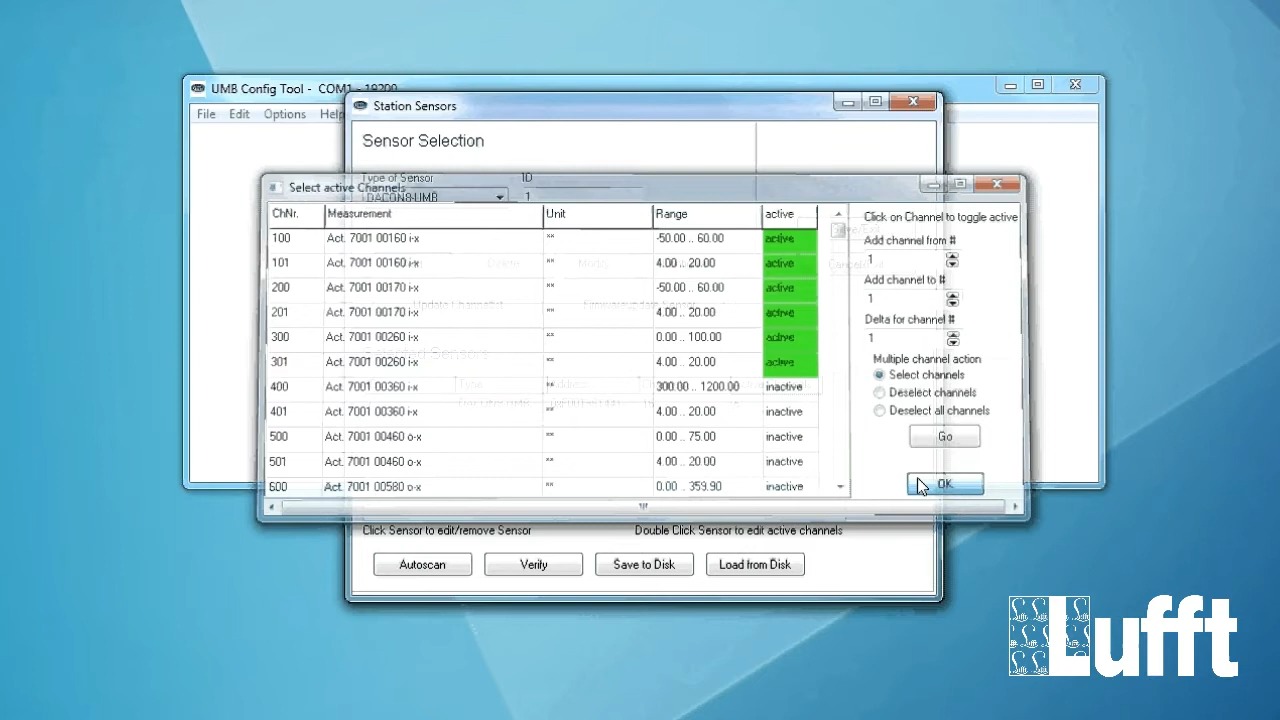 UMB Config Tool - COM1 - 19200
File Edit Options Help
Station Sensors
Sensor Selection
Type of Sensor ID
DACON8-UMB 1
Select active Channels
ChNr. Measurement Unit Range active
100 Act. 7001 00160 i-x "" -50.00 .. 60.00 active
101 Act. 7001 00160 i-x "" 4.00 .. 20.00 active
200 Act. 7001 00170 i-x "" -50.00 .. 60.00 active
201 Act. 7001 00170 i-x "" 4.00 .. 20.00 active
300 Act. 7001 00260 i-x "" 0.00 .. 100.00 active
301 Act. 7001 00260 i-x "" 4.00 .. 20.00 active
400 Act. 7001 00360 i-x "" 300.00 .. 1200.00 inactive
401 Act. 7001 00360 i-x "" 4.00 .. 20.00 inactive
500 Act. 7001 00460 o-x "" 0.00 .. 75.00 inactive
501 Act. 7001 00460 o-x "" 4.00 .. 20.00 inactive
600 Act. 7001 00580 o-x "" 0.00 .. 359.90 inactive
Click on Channel to toggle active
Add channel from #
1
Add channel to #
1
Delta for channel #
1
Multiple channel action
Select channels
Deselect channels
Deselect all channels
Go
OK
Click Sensor to edit/remove Sensor Double Click Sensor to edit active channels
Autoscan Verify Save to Disk Load from Disk
Lufft